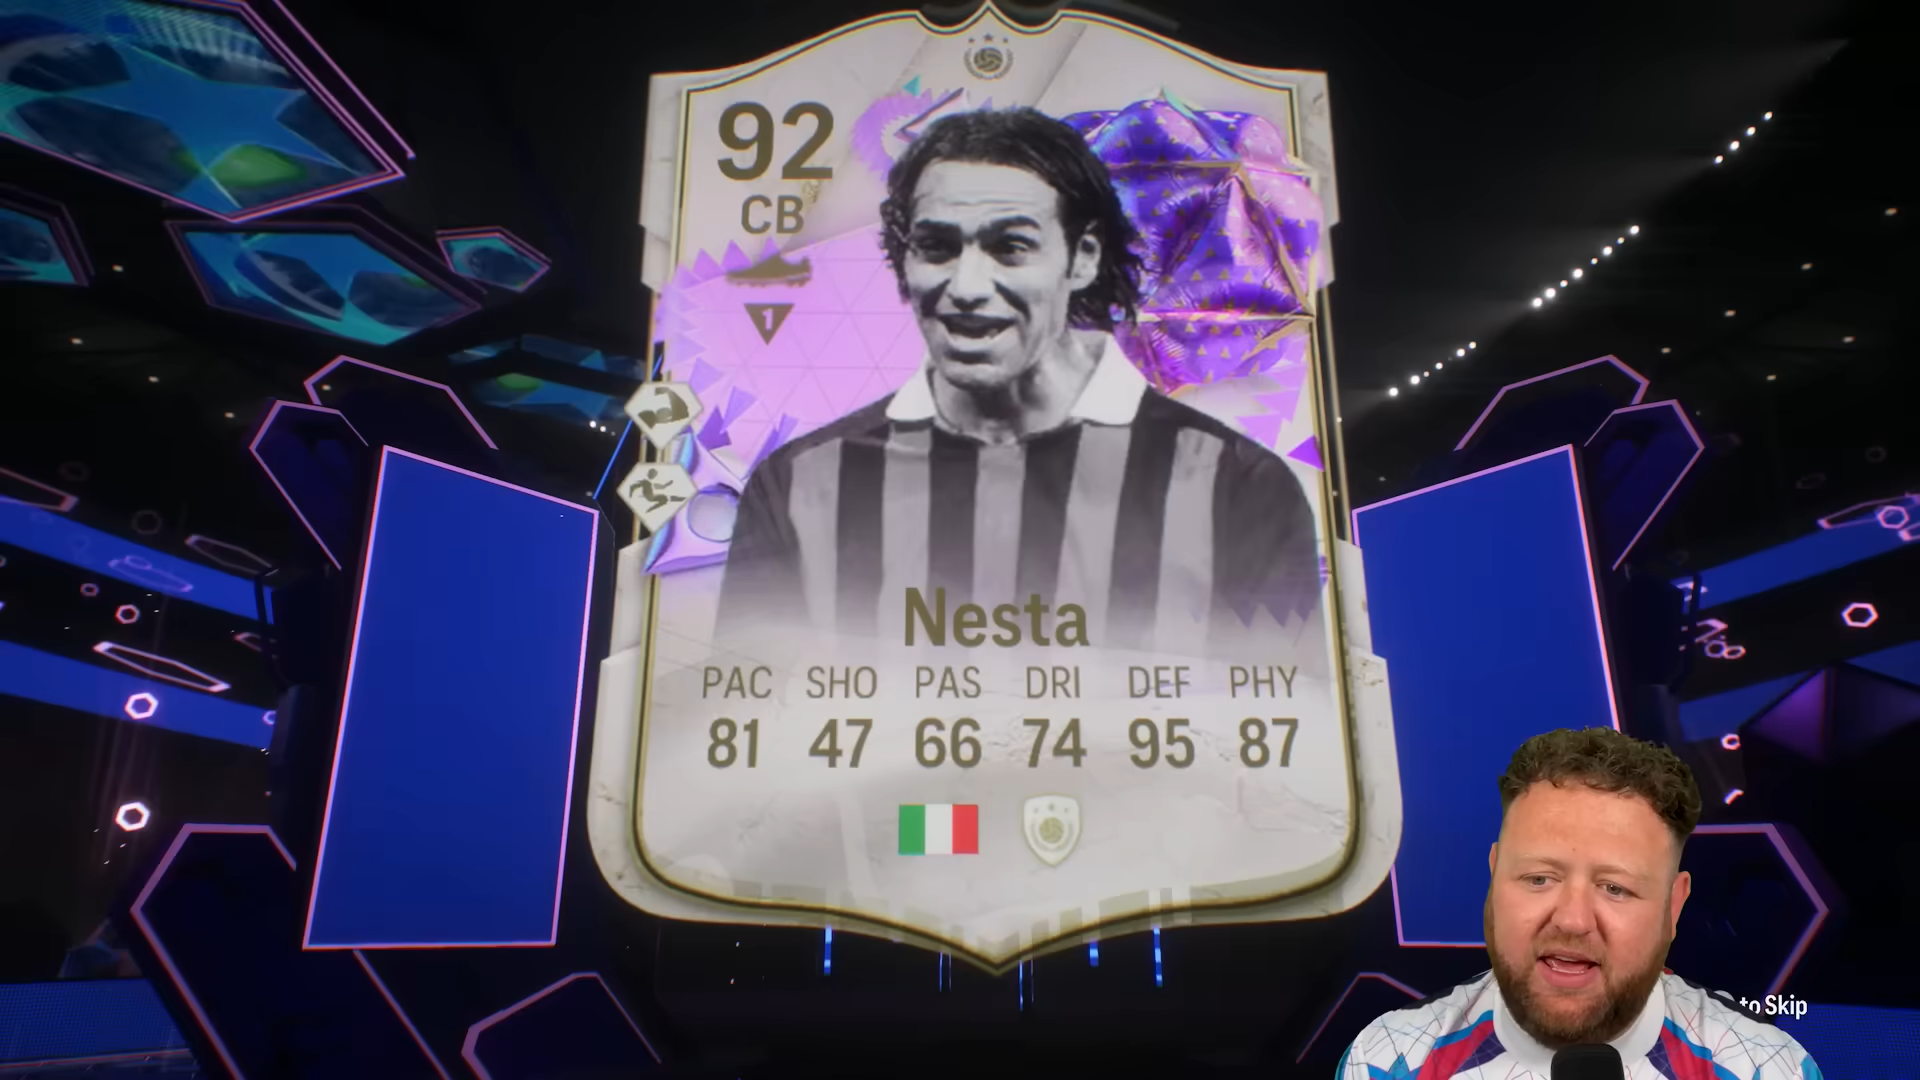 92
CB
1
Nesta
PAC SHO PAS DRI DEF PHY
81 47 66 74 95 87
to Skip